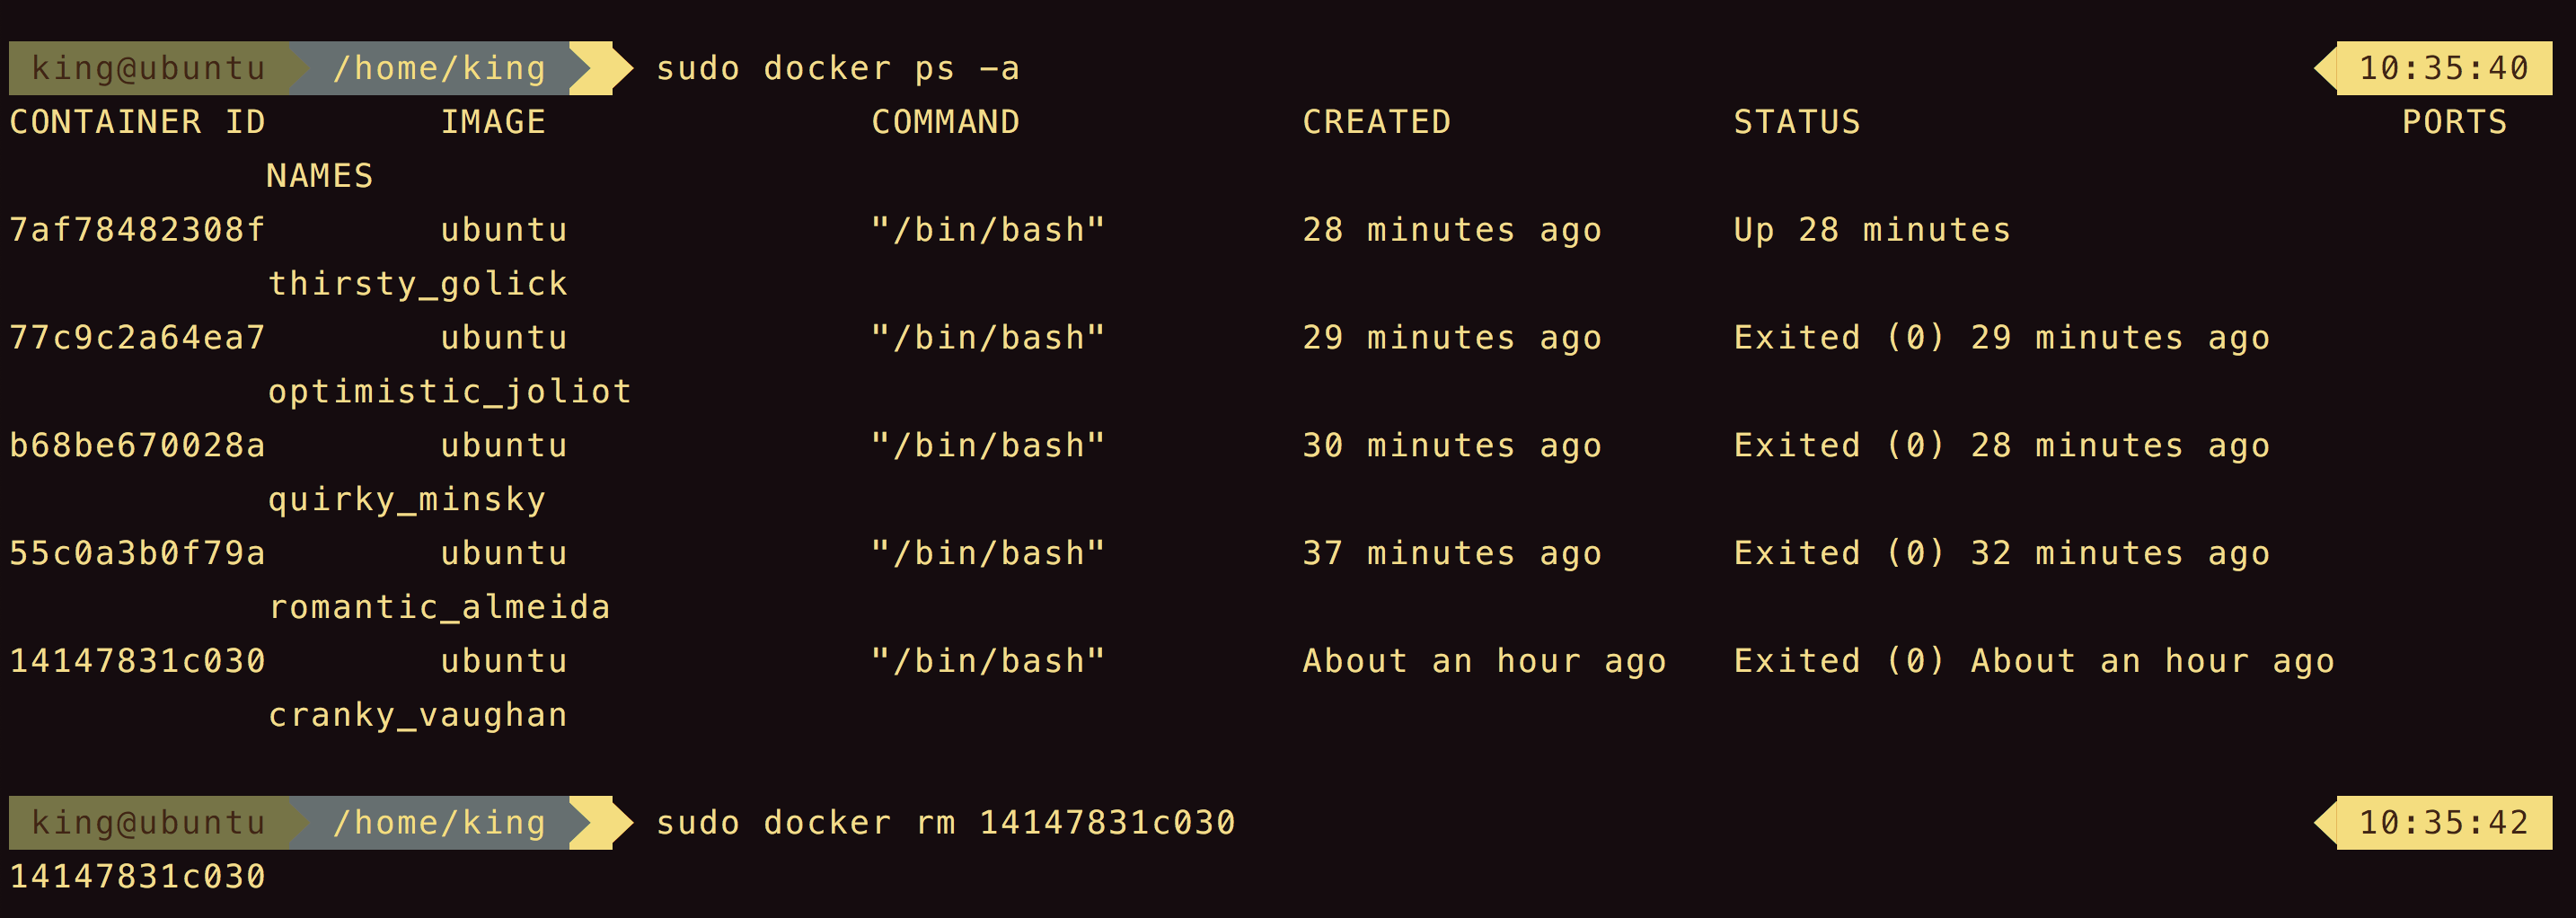 king@ubuntu /home/king sudo docker ps -a 10:35:40
CONTAINER ID IMAGE COMMAND CREATED STATUS PORTS
NAMES
7af78482308f ubuntu "/bin/bash" 28 minutes ago Up 28 minutes
thirsty_golick
77c9c2a64ea7 ubuntu "/bin/bash" 29 minutes ago Exited (0) 29 minutes ago
optimistic_joliot
b68be670028a ubuntu "/bin/bash" 30 minutes ago Exited (0) 28 minutes ago
quirky_minsky
55c0a3b0f79a ubuntu "/bin/bash" 37 minutes ago Exited (0) 32 minutes ago
romantic_almeida
14147831c030 ubuntu "/bin/bash" About an hour ago Exited (0) About an hour ago
cranky_vaughan
king@ubuntu /home/king sudo docker rm 14147831c030 10:35:42
14147831c030